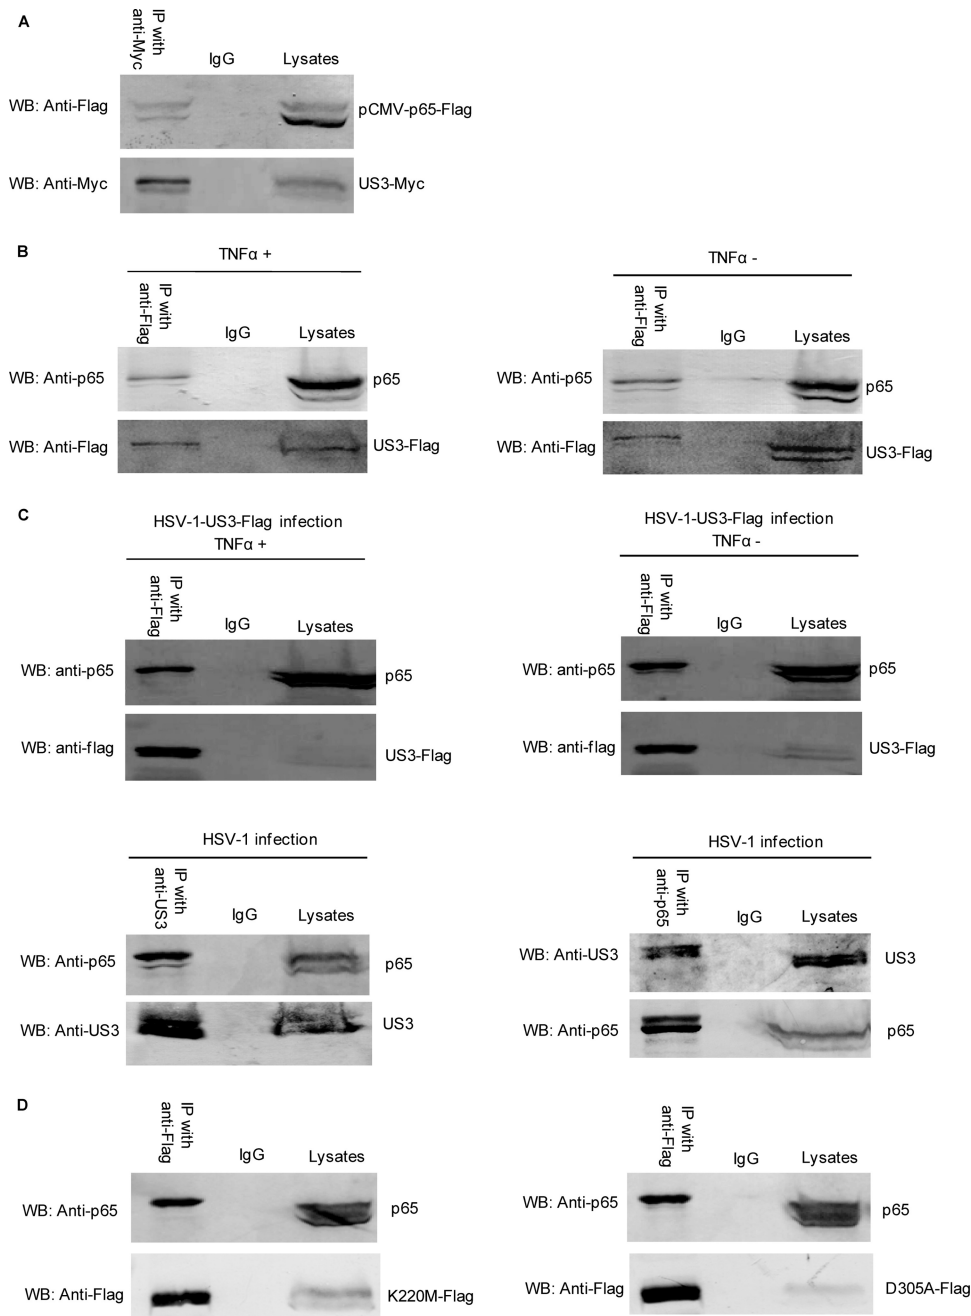 A
IP with
anti-Myc
IgG
Lysates
WB: Anti-Flag
pCMV-p65-Flag
WB: Anti-Myc
US3-Myc
B
TNFα +
IP with
anti-Flag
IgG
Lysates
WB: Anti-p65
p65
WB: Anti-Flag
US3-Flag
TNFα -
IP with
anti-Flag
IgG
Lysates
WB: Anti-p65
p65
WB: Anti-Flag
US3-Flag
C
HSV-1-US3-Flag infection
TNFα +
IP with
anti-Flag
IgG
Lysates
WB: anti-p65
p65
WB: anti-flag
US3-Flag
HSV-1-US3-Flag infection
TNFα -
IP with
anti-Flag
IgG
Lysates
WB: anti-p65
p65
WB: anti-flag
US3-Flag
HSV-1 infection
IP with
anti-US3
IgG
Lysates
WB: Anti-p65
p65
WB: Anti-US3
US3
HSV-1 infection
IP with
anti-p65
IgG
Lysates
WB: Anti-US3
US3
WB: Anti-p65
p65
D
IP with
anti-Flag
IgG
Lysates
WB: Anti-p65
p65
WB: Anti-Flag
K220M-Flag
IP with
anti-Flag
IgG
Lysates
WB: Anti-p65
p65
WB: Anti-Flag
D305A-Flag